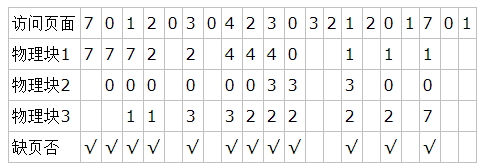 访问页面 7 0 1 2 0 3 0 4 2 3 0 3 2 1 2 0 1 7 0 1
物理块1 7 7 7 2 2 4 4 4 0 1 1 1
物理块2 0 0 0 0 0 0 3 3 3 0 0
物理块3 1 1 3 3 2 2 2 2 7
缺页否 √ √ √ √ √ √ √ √ √ √ √ √